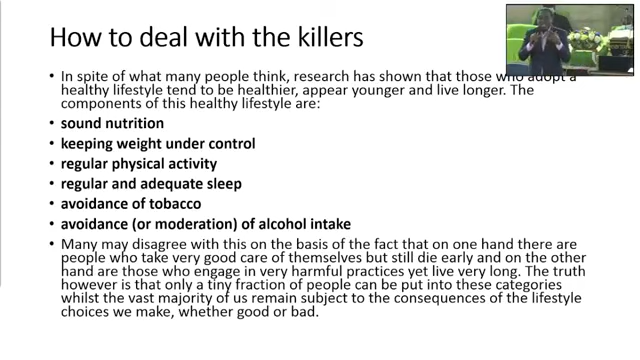 How to deal with the killers
• In spite of what many people think, research has shown that those who adopt a
healthy lifestyle tend to be healthier, appear younger and live longer. The
components of this healthy lifestyle are:
• sound nutrition
• keeping weight under control
• regular physical activity
• regular and adequate sleep
• avoidance of tobacco
• avoidance (or moderation) of alcohol intake
• Many may disagree with this on the basis of the fact that on one hand there are
people who take very good care of themselves but still die early and on the other
hand are those who engage in very harmful practices yet live very long. The truth
however is that only a tiny fraction of people can be put into these categories
whilst the vast majority of us remain subject to the consequences of the lifestyle
choices we make, whether good or bad.